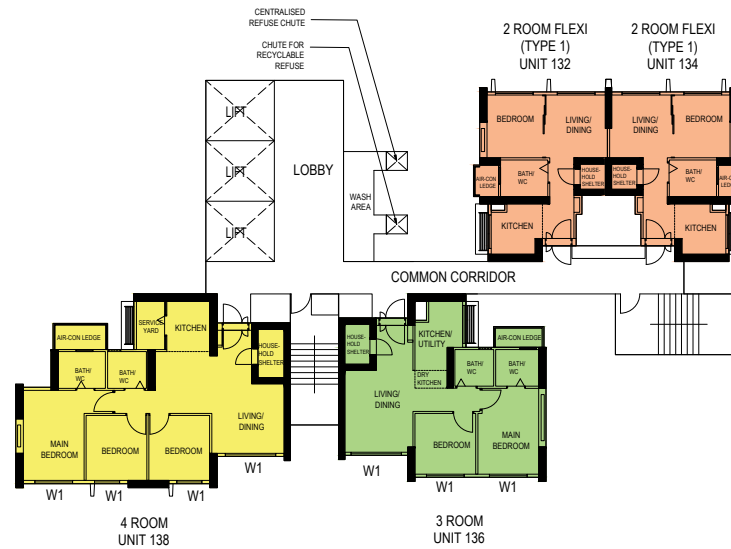 CENTRALISED
REFUSE CHUTE
CHUTE FOR
RECYCLABLE
REFUSE
2 ROOM FLEXI
(TYPE 1)
UNIT 132
2 ROOM FLEXI
(TYPE 1)
UNIT 134
LIFT
LIFT
LIFT
LOBBY
WASH
AREA
BEDROOM
LIVING/
DINING
LIVING/
DINING
BEDROOM
AIR-CON
LEDGE
BATH/
WC
HOUSE-
HOLD
SHELTER
HOUSE-
HOLD
SHELTER
BATH/
WC
AIR-CON
LEDGE
KITCHEN
KITCHEN
COMMON CORRIDOR
SERVICE
YARD
KITCHEN
AIR-CON LEDGE
HOUSE-
HOLD
SHELTER
BATH/
WC
BATH/
WC
LIVING/
DINING
MAIN
BEDROOM
BEDROOM
BEDROOM
W1
W1
W1
W1
4 ROOM
UNIT 138
HOUSE-
HOLD
SHELTER
KITCHEN/
UTILITY
AIR-CON LEDGE
DRY
KITCHEN
BATH/
WC
BATH/
WC
LIVING/
DINING
BEDROOM
MAIN
BEDROOM
W1
W1
W1
3 ROOM
UNIT 136